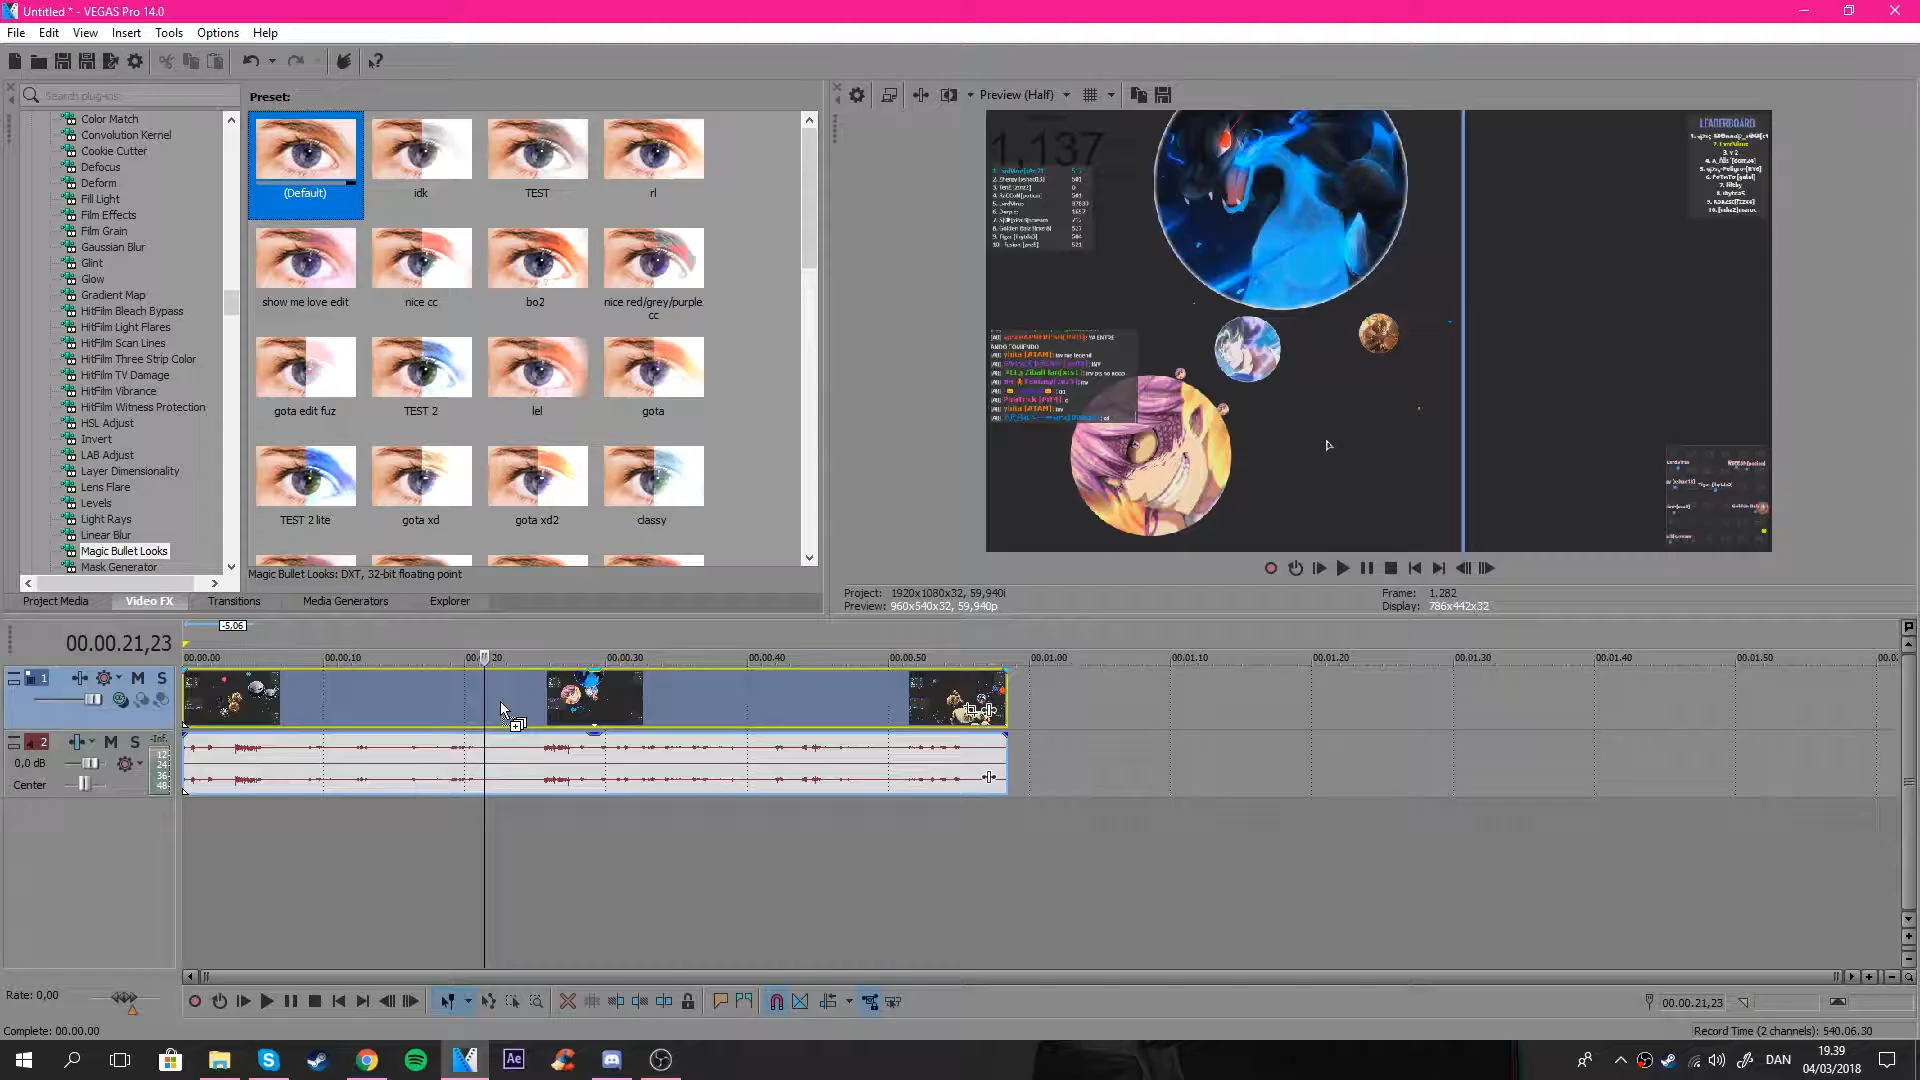 Untitled * - VEGAS Pro 14.0
File Edit View Insert Tools Options Help
Search plug-ins
Preset:
Color Match
Convolution Kernel
Cookie Cutter
Defocus
Deform
Fill Light
Film Effects
Film Grain
Gaussian Blur
Glint
Glow
Gradient Map
HitFilm Bleach Bypass
HitFilm Light Flares
HitFilm Scan Lines
HitFilm Three Strip Color
HitFilm TV Damage
HitFilm Vibrance
HitFilm Witness Protection
HSL Adjust
Invert
LAB Adjust
Layer Dimensionality
Lens Flare
Levels
Light Rays
Linear Blur
Magic Bullet Looks
Mask Generator
(Default) idk TEST rl
show me love edit nice cc bo2 nice red/grey/purple cc
gota edit fuz TEST 2 lel gota
TEST 2 lite gota xd gota xd2 classy
Magic Bullet Looks: DXT, 32-bit floating point
Project Media Video FX Transitions Media Generators Explorer
Preview (Half)
1,137
LEADERBOARD
Project: 1920x1080x32, 59,940i
Preview: 960x540x32, 59,940p
Frame: 1.282
Display: 786x442x32
-5.06
00.00.21,23
00.00.00 00.00.10 00.00.20 00.00.30 00.00.40 00.00.50 00.01.00 00.01.10 00.01.20 00.01.30 00.01.40 00.01.50
1 M S
2 M S -Inf.
12
0,0 dB 24
36
Center 48
Rate: 0,00
00.00.21,23
Complete: 00.00.00
Record Time (2 channels): 540.06.30
Ae
DAN
19.39
04/03/2018